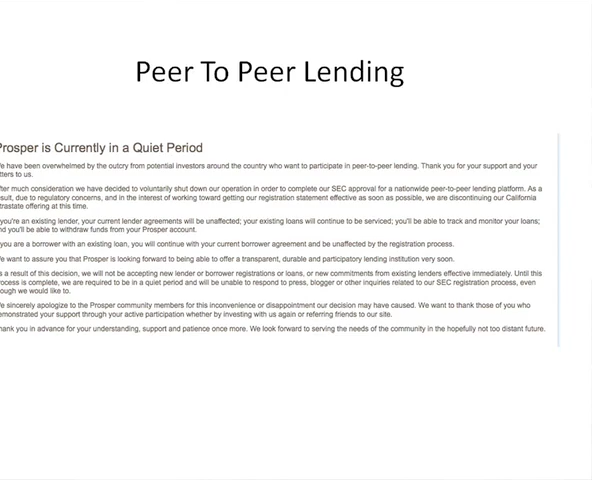 Peer To Peer Lending
Prosper is Currently in a Quiet Period
We have been overwhelmed by the outcry from potential investors around the country who want to participate in peer-to-peer lending. Thank you for your support and your
tters to us.
fter much consideration we have decided to voluntarily shut down our operation in order to complete our SEC approval for a nationwide peer-to-peer lending platform. As a
sult, due to regulatory concerns, and in the interest of working toward getting our registration statement effective as soon as possible, we are discontinuing our California
trastate offering at this time.
you're an existing lender, your current lender agreements will be unaffected; your existing loans will continue to be serviced; you'll be able to track and monitor your loans;
nd you'll be able to withdraw funds from your Prosper account.
you are a borrower with an existing loan, you will continue with your current borrower agreement and be unaffected by the registration process.
We want to assure you that Prosper is looking forward to being able to offer a transparent, durable and participatory lending institution very soon.
s a result of this decision, we will not be accepting new lender or borrower registrations or loans, or new commitments from existing lenders effective immediately. Until this
rocess is complete, we are required to be in a quiet period and will be unable to respond to press, blogger or other inquiries related to our SEC registration process, even
ough we would like to.
We sincerely apologize to the Prosper community members for this inconvenience or disappointment our decision may have caused. We want to thank those of you who
emonstrated your support through your active participation whether by investing with us again or referring friends to our site.
hank you in advance for your understanding, support and patience once more. We look forward to serving the needs of the community in the hopefully not too distant future.